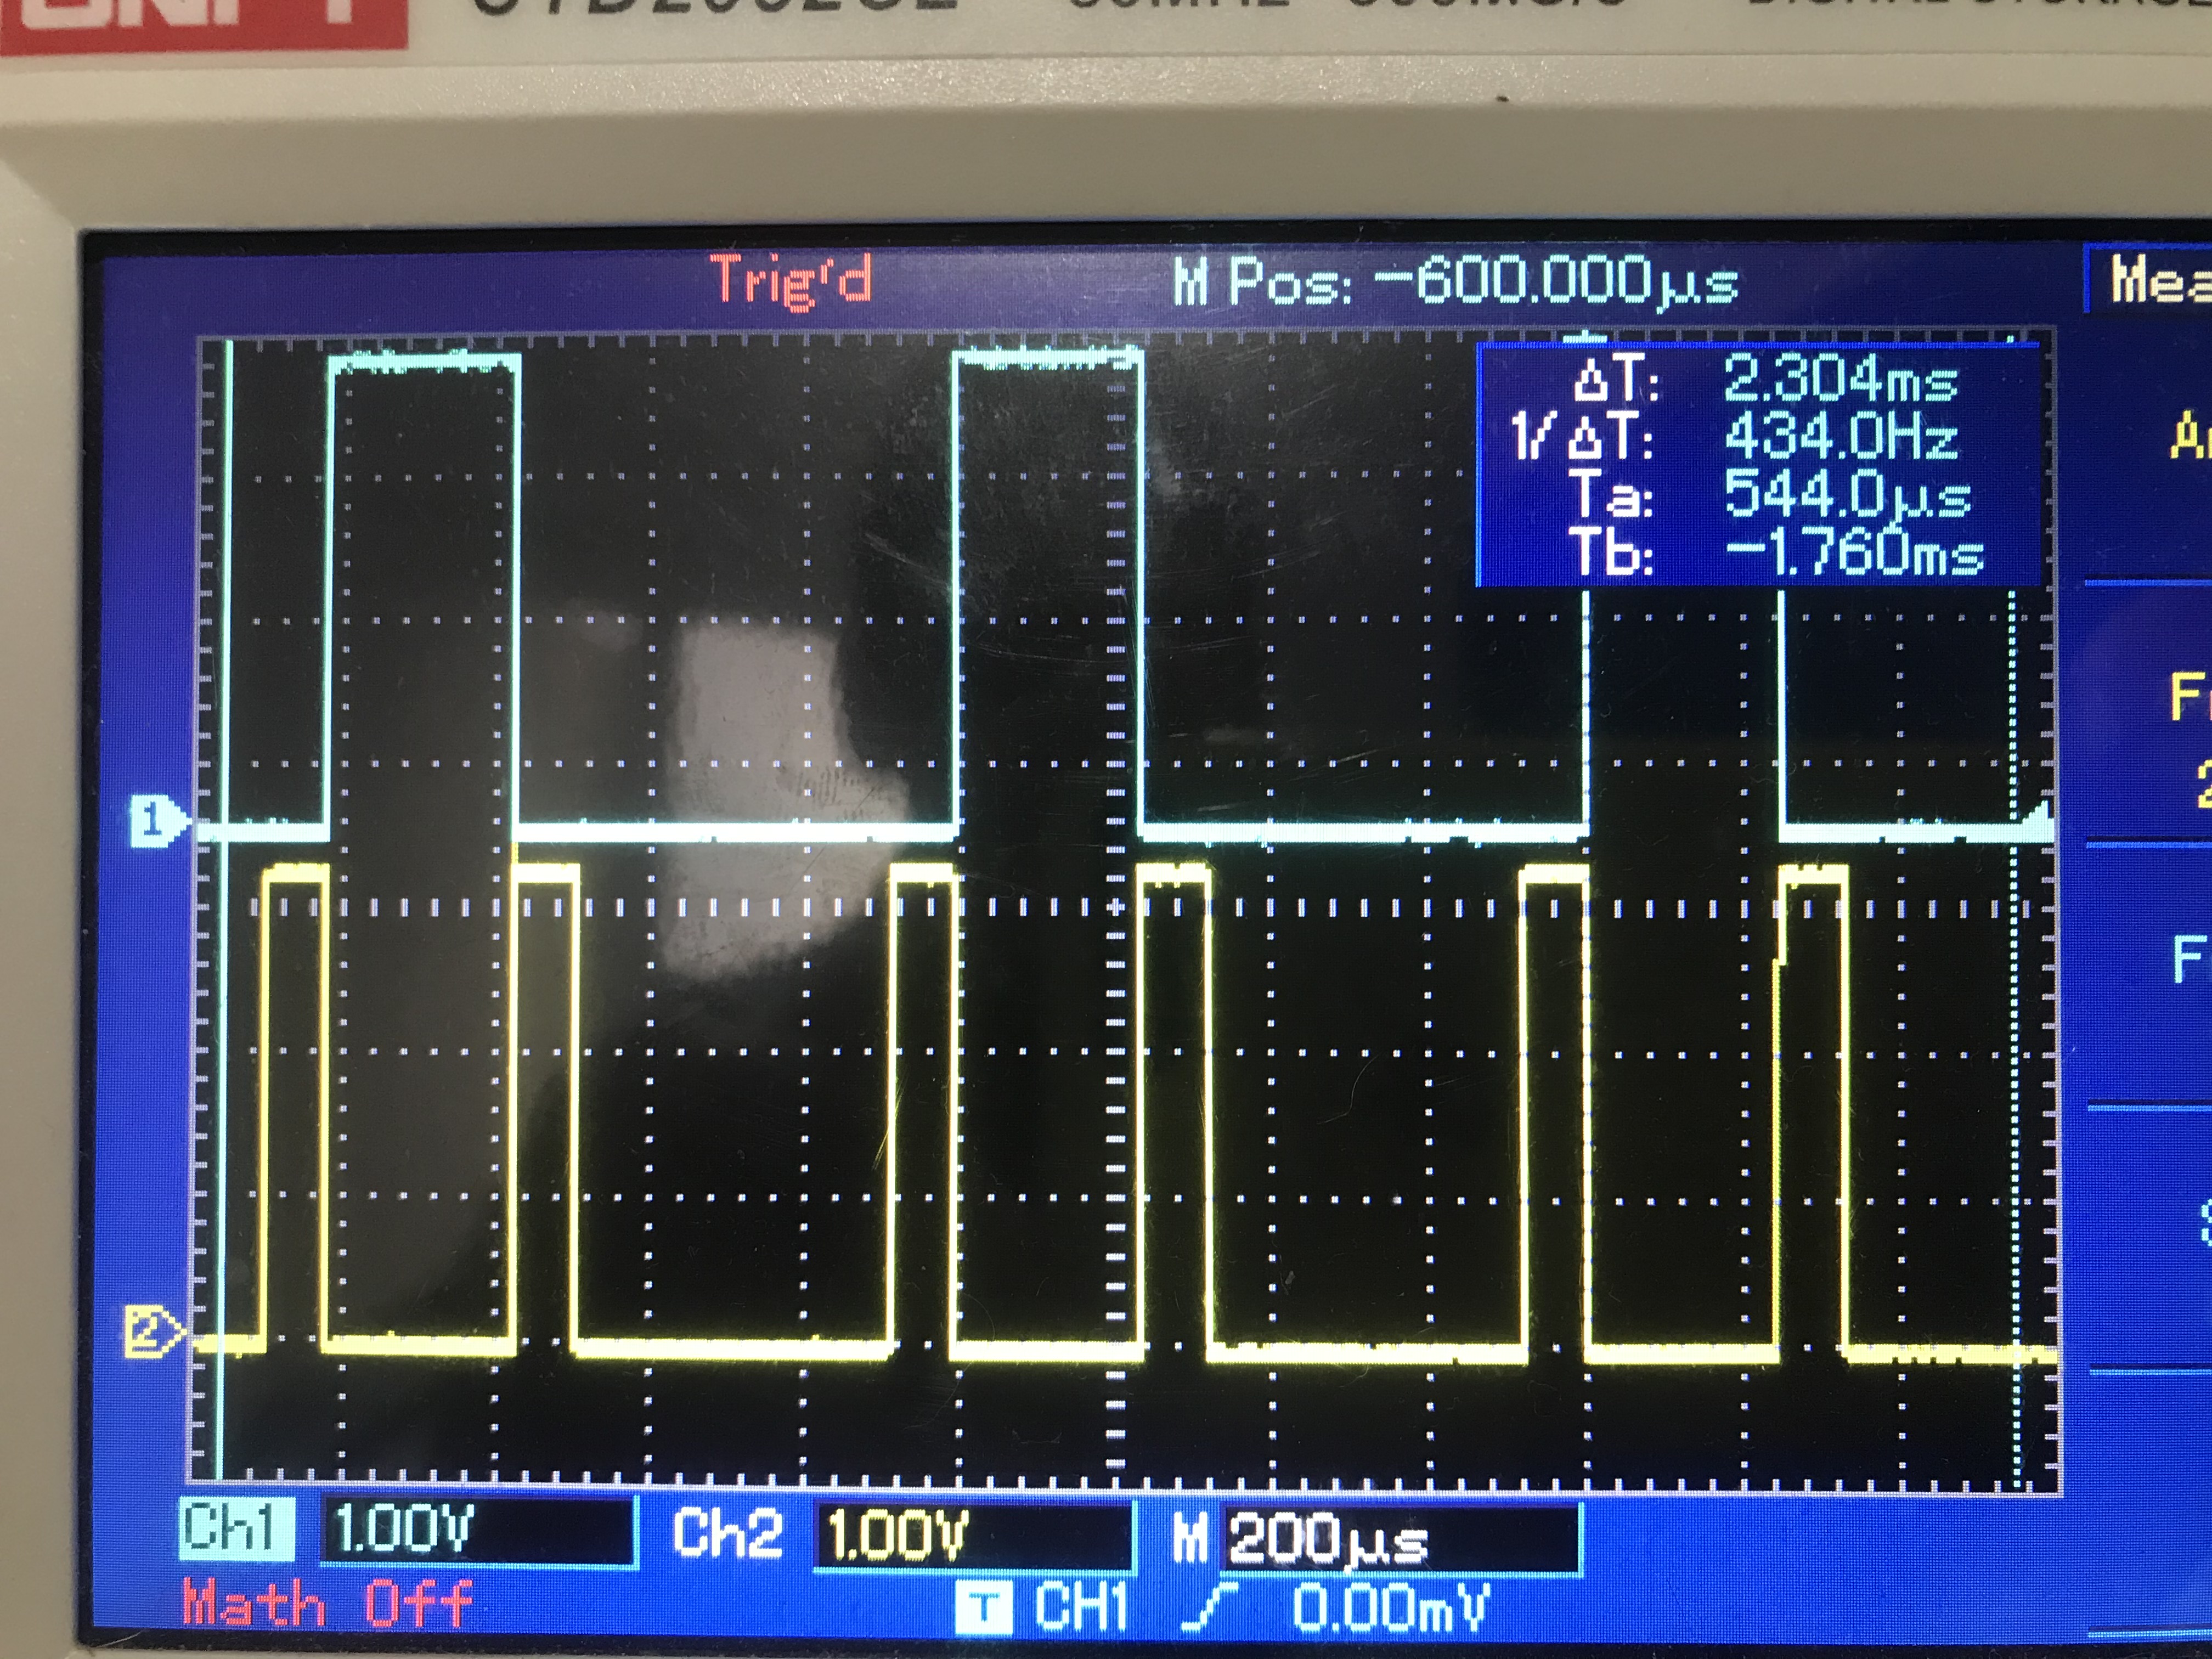 Trig'd
M Pos: -600.000µs
ΔT: 2.304ms
1/ΔT: 434.0Hz
Ta: 544.0µs
Tb: -1.760ms
1
2
Ch1 1.00V Ch2 1.00V M 200µs
Math Off
T CH1 0.00mV